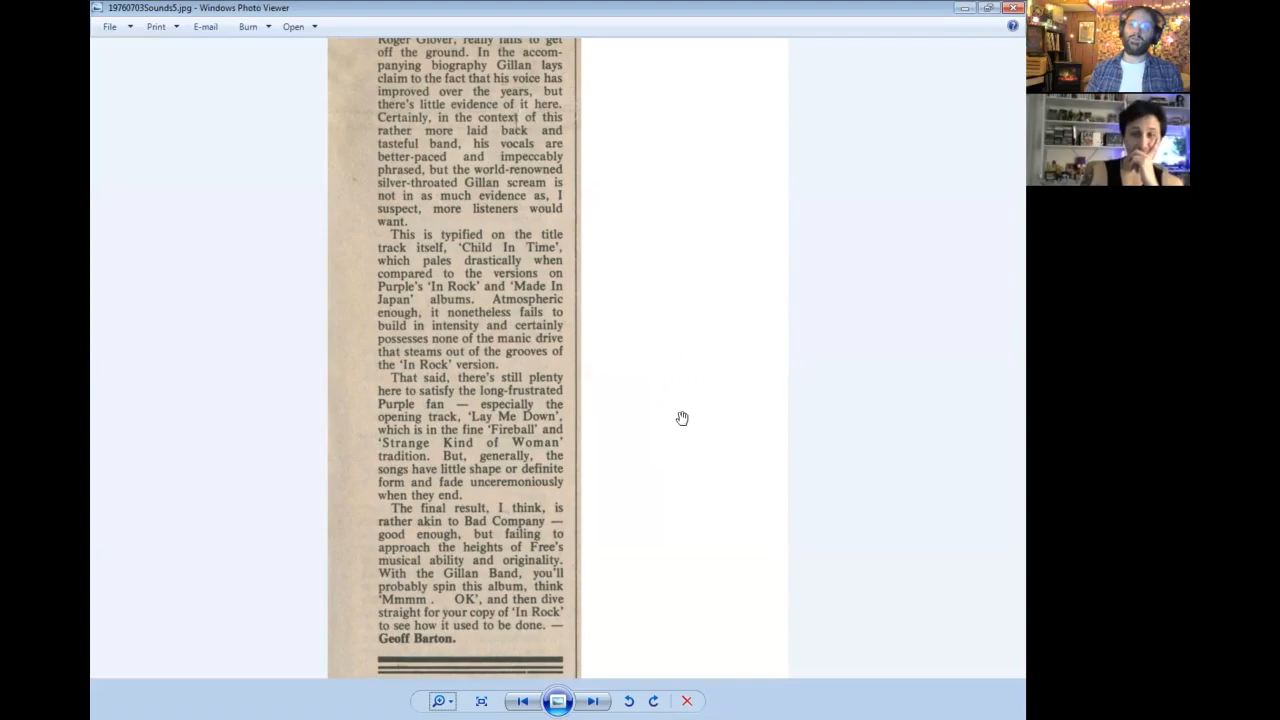 19760703Sounds5.jpg - Windows Photo Viewer
File Print E-mail Burn Open
Roger Glover, really fails to get
off the ground. In the accom-
panying biography Gillan lays
claim to the fact that his voice has
improved over the years, but
there's little evidence of it here.
Certainly, in the context of this
rather more laid back and
tasteful band, his vocals are
better-paced and impeccably
phrased, but the world-renowned
silver-throated Gillan scream is
not in as much evidence as, I
suspect, more listeners would
want.
This is typified on the title
track itself, ‘Child In Time’,
which pales drastically when
compared to the versions on
Purple's ‘In Rock’ and ‘Made In
Japan’ albums. Atmospheric
enough, it nonetheless fails to
build in intensity and certainly
possesses none of the manic drive
that steams out of the grooves of
the ‘In Rock’ version.
That said, there's still plenty
here to satisfy the long-frustrated
Purple fan — especially the
opening track, ‘Lay Me Down’,
which is in the fine ‘Fireball’ and
‘Strange Kind of Woman’
tradition. But, generally, the
songs have little shape or definite
form and fade unceremoniously
when they end.
The final result, I think, is
rather akin to Bad Company —
good enough, but failing to
approach the heights of Free's
musical ability and originality.
With the Gillan Band, you'll
probably spin this album, think
‘Mmmm . OK’, and then dive
straight for your copy of ‘In Rock’
to see how it used to be done. —
Geoff Barton.